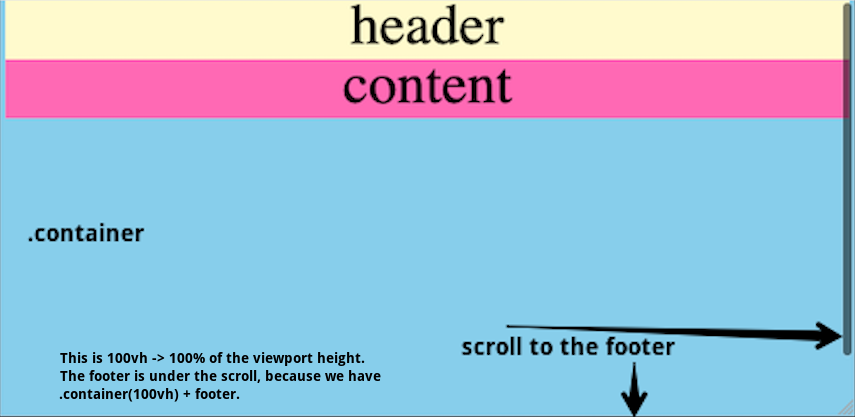 header
content
.container
scroll to the footer
This is 100vh -> 100% of the viewport height.
The footer is under the scroll, because we have
.container(100vh) + footer.